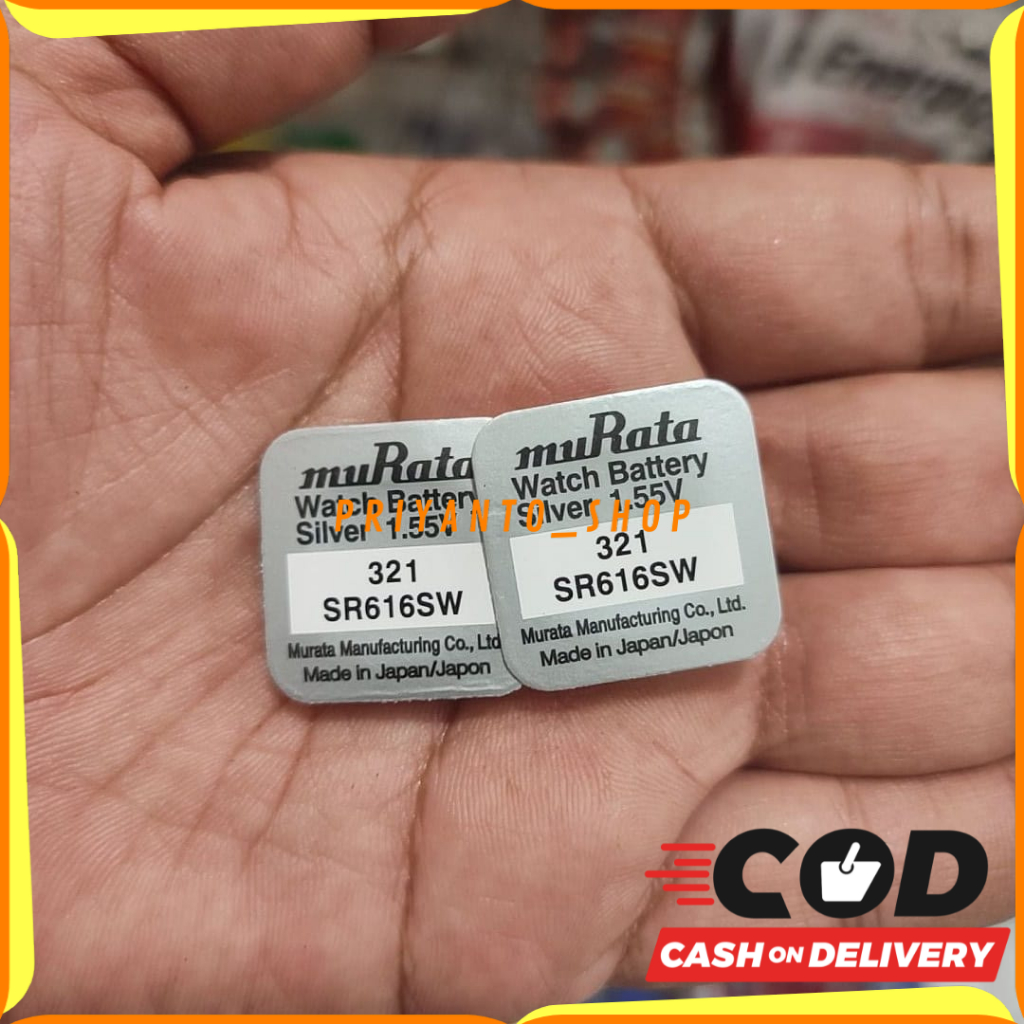 muRata
Watch Battery
Silver 1.55V
321
SR616SW
Murata Manufacturing Co., Ltd
Made in Japan/Japon
muRata
Watch Battery
Silver 1.55V
321
SR616SW
Murata Manufacturing Co., Ltd.
Made in Japan/Japon
PRIYANTO_SHOP
COD
CASH ON DELIVERY